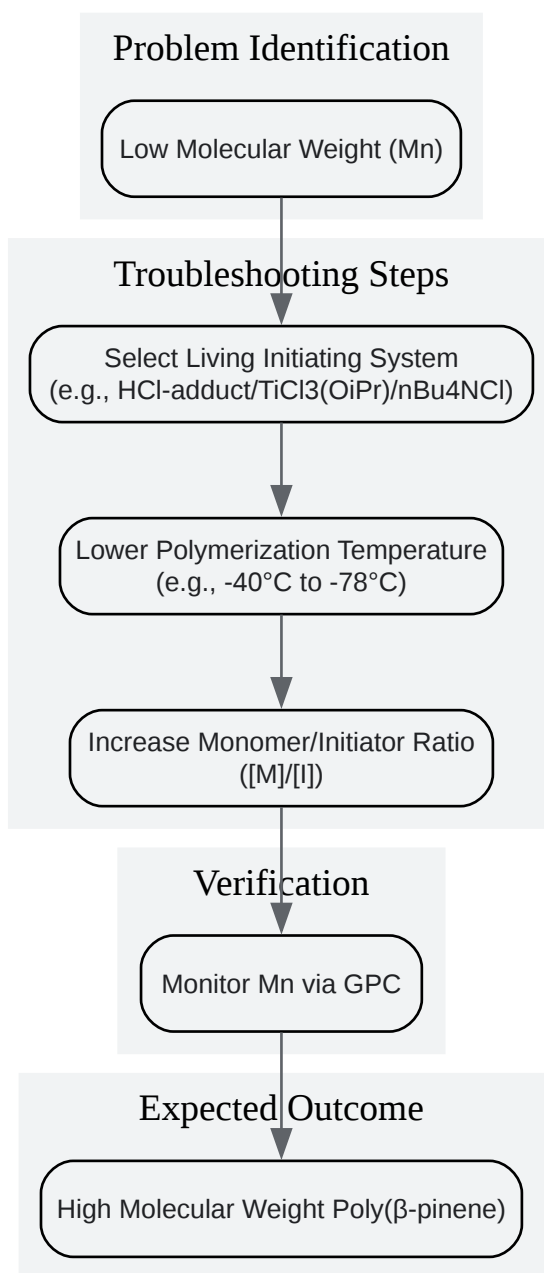 Problem Identification
Low Molecular Weight (Mn)
Troubleshooting Steps
Select Living Initiating System
(e.g., HCl-adduct/TiCl3(OiPr)/nBu4NCl)
Lower Polymerization Temperature
(e.g., -40°C to -78°C)
Increase Monomer/Initiator Ratio
([M]/[I])
Verification
Monitor Mn via GPC
Expected Outcome
High Molecular Weight Poly(β-pinene)